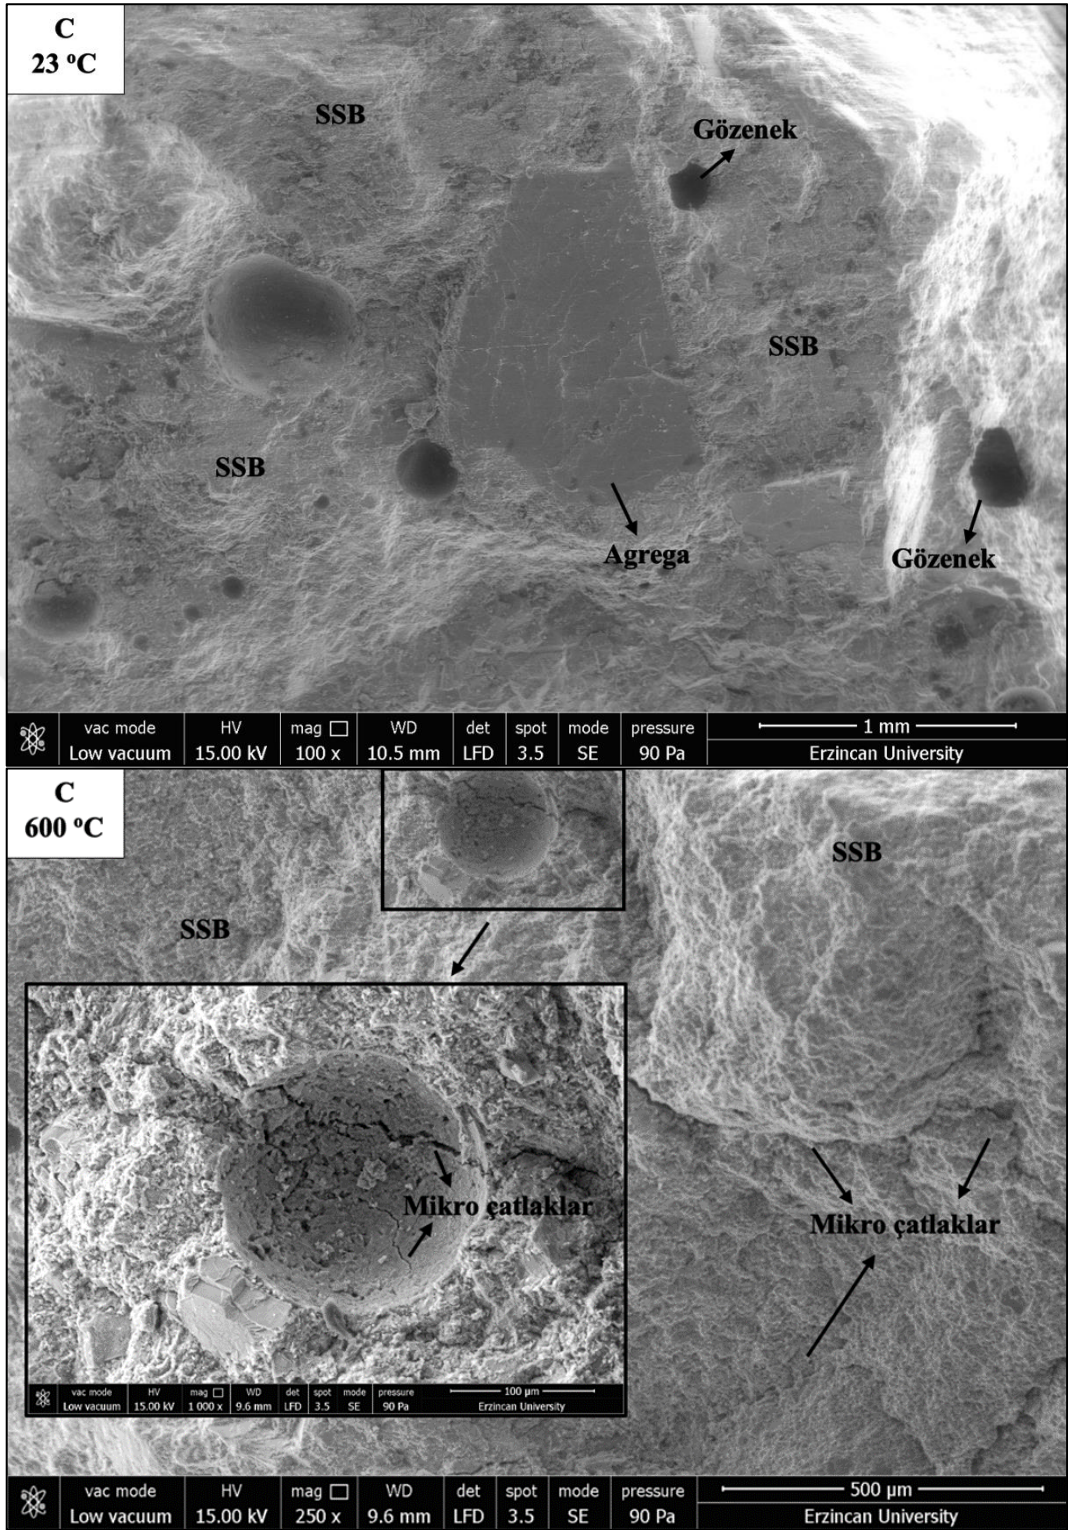 C
23 °C
SSB
Gözenek
SSB
SSB
Agrega
Gözenek
vac mode HV mag WD det spot mode pressure 1 mm
Low vacuum 15.00 kV 100 x 10.5 mm LFD 3.5 SE 90 Pa Erzincan University
C
600 °C
SSB
SSB
Mikro çatlaklar
Mikro çatlaklar
vac mode HV mag WD det spot mode pressure 100 µm
Low vacuum 15.00 kV 1 000 x 9.6 mm LFD 3.5 SE 90 Pa Erzincan University
vac mode HV mag WD det spot mode pressure 500 µm
Low vacuum 15.00 kV 250 x 9.6 mm LFD 3.5 SE 90 Pa Erzincan University